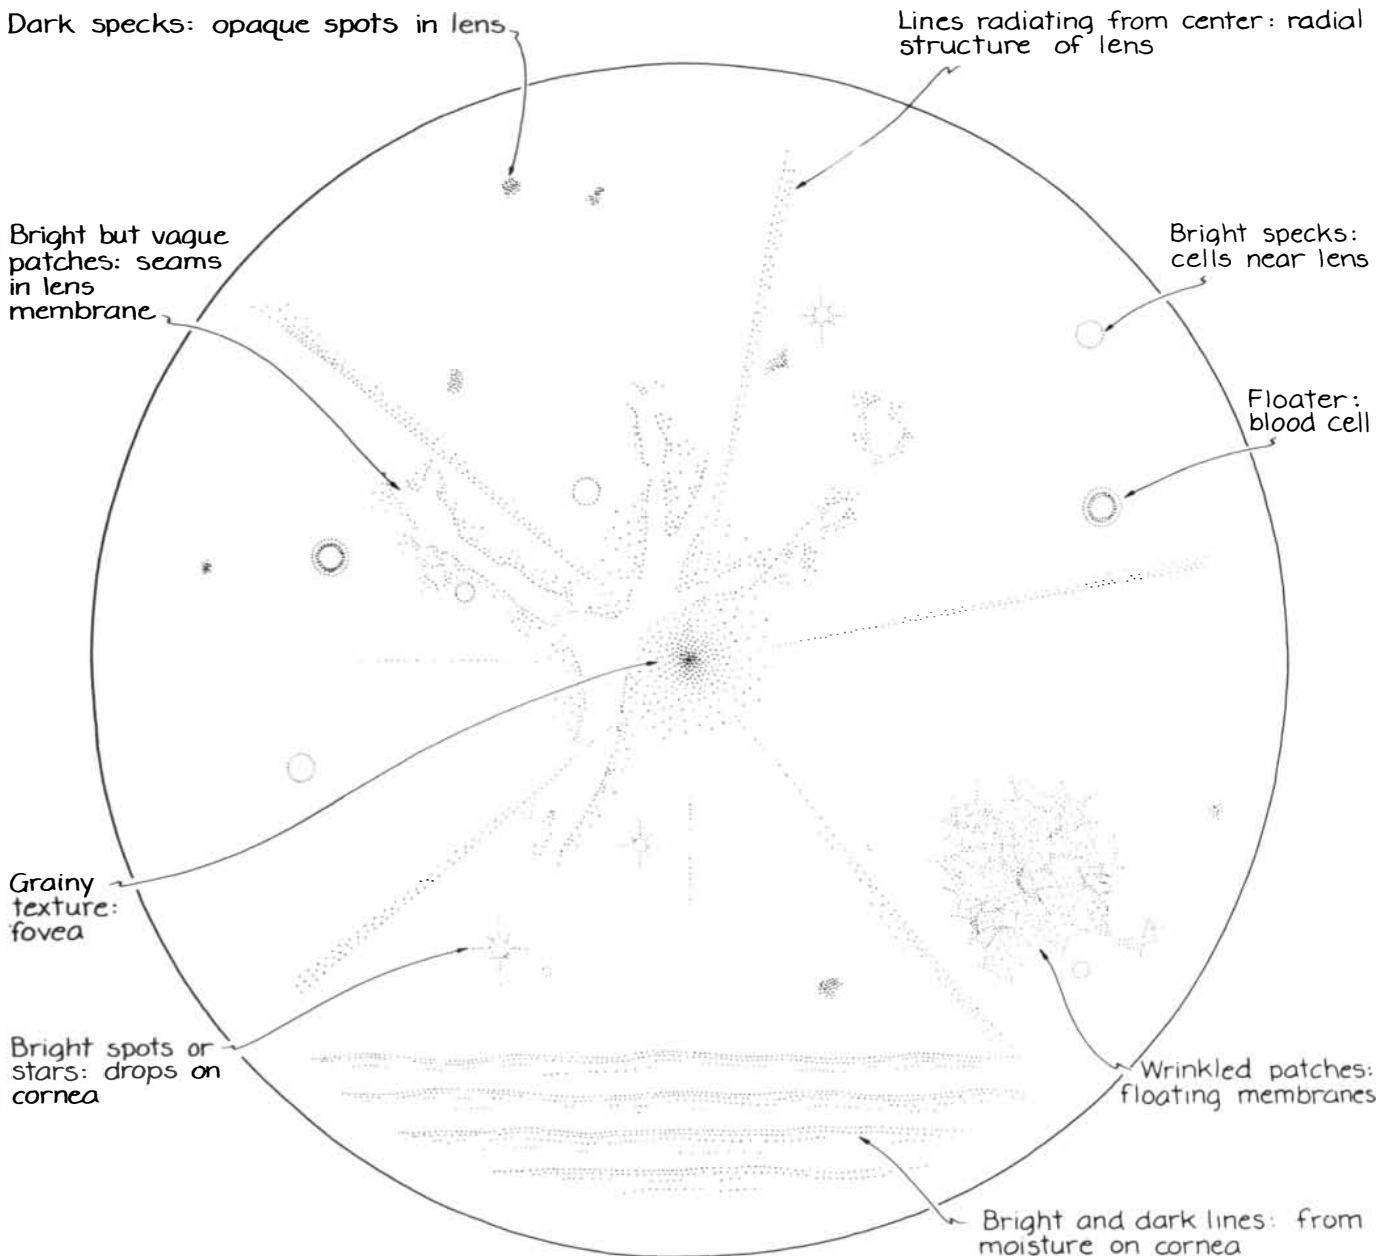 Dark specks: opaque spots in lens
Lines radiating from center: radial
structure of lens
Bright but vague
patches: seams
in lens
membrane
Bright specks:
cells near lens
Floater:
blood cell
Grainy
texture:
fovea
Bright spots or
stars: drops on
cornea
Wrinkled patches:
floating membranes
Bright and dark lines: from
moisture on cornea